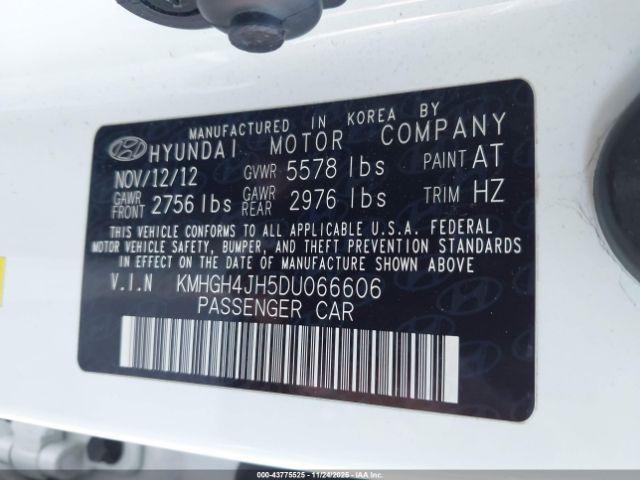 MANUFACTURED IN KOREA BY
HYUNDAI MOTOR COMPANY
NOV/12/12 GVWR 5578 lbs PAINT AT
GAWR FRONT 2756 lbs GAWR REAR 2976 lbs TRIM HZ
THIS VEHICLE CONFORMS TO ALL APPLICABLE U.S.A. FEDERAL
MOTOR VEHICLE SAFETY, BUMPER, AND THEFT PREVENTION STANDARDS
IN EFFECT ON THE DATE OF MANUFACTURE SHOWN ABOVE
V.I.N KMHGH4JH5DU066606
PASSENGER CAR
000-43775525 - 11/24/2025 - IAA Inc.